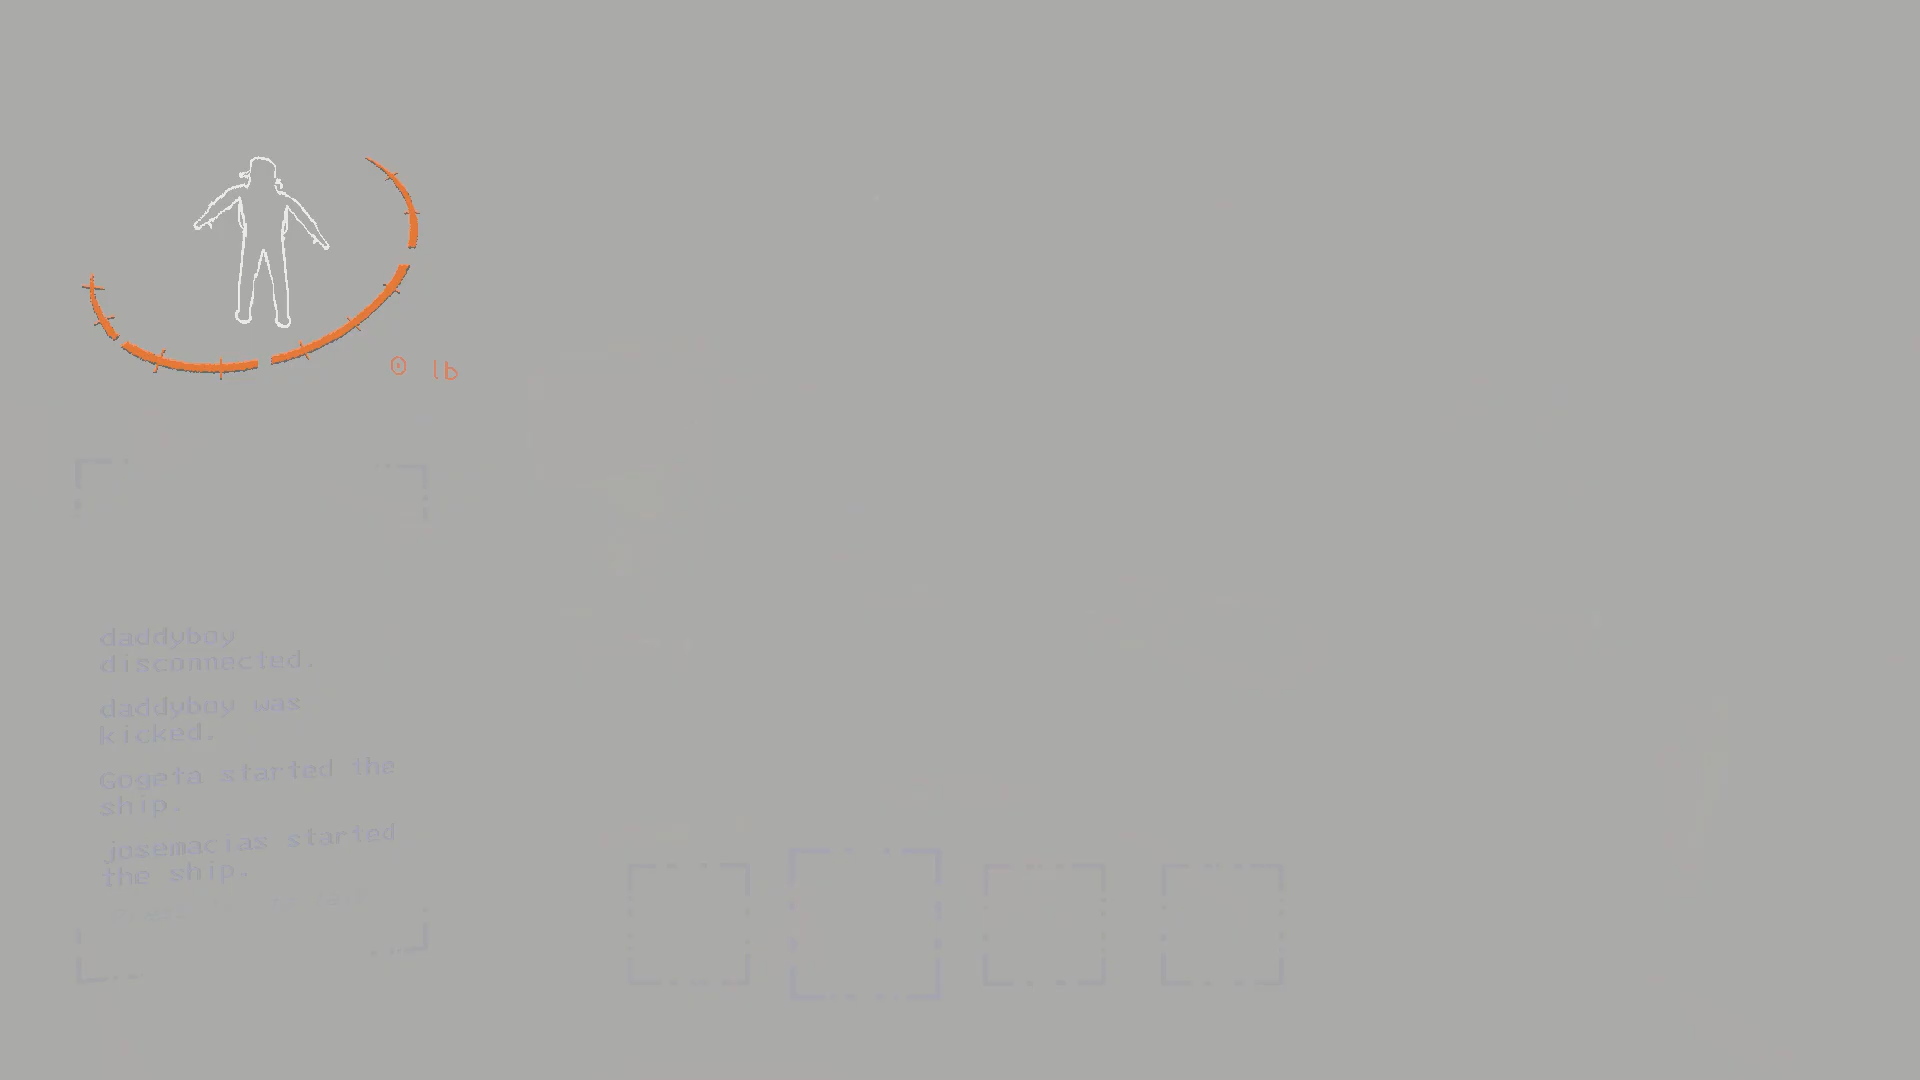 0 lb
daddyboy
disconnected.
daddyboy was
kicked.
Gogeta started the
ship.
josemacias started
the ship.